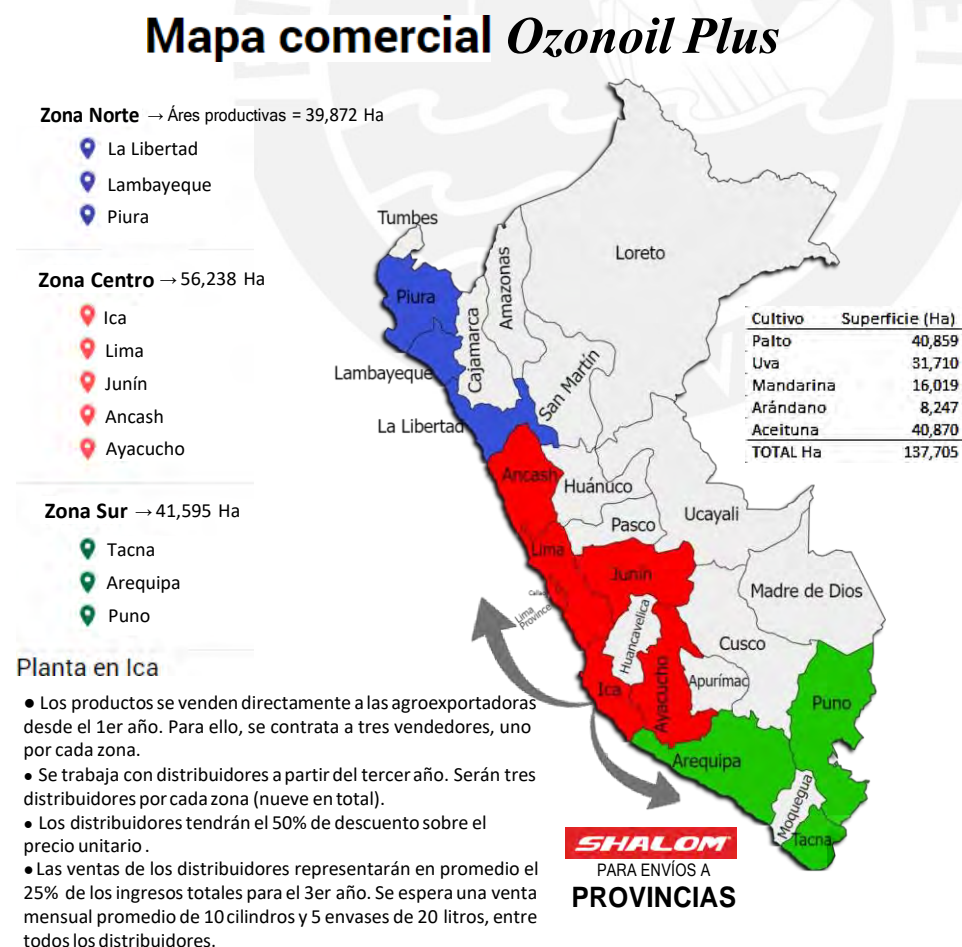 Mapa comercial Ozonoil Plus
Zona Norte → Áres productivas = 39,872 Ha
La Libertad
Lambayeque
Piura
Zona Centro → 56,238 Ha
Ica
Lima
Junín
Ancash
Ayacucho
Zona Sur → 41,595 Ha
Tacna
Arequipa
Puno
Planta en Ica
● Los productos se venden directamente a las agroexportadoras
desde el 1er año. Para ello, se contrata a tres vendedores, uno
por cada zona.
● Se trabaja con distribuidores a partir del tercer año. Serán tres
distribuidores por cada zona (nueve en total).
● Los distribuidores tendrán el 50% de descuento sobre el
precio unitario .
● Las ventas de los distribuidores representarán en promedio el
25% de los ingresos totales para el 3er año. Se espera una venta
mensual promedio de 10 cilindros y 5 envases de 20 litros, entre
todos los distribuidores.
Tumbes
Piura
Lambayeque
La Libertad
Cajamarca
Amazonas
San Martín
Loreto
Ancash
Huánuco
Pasco
Ucayali
Lima
Callao
Lima
Province
Junín
Huancavelica
Ica
Ayacucho
Apurímac
Cusco
Madre de Dios
Arequipa
Puno
Moquegua
Tacna
Cultivo Superficie (Ha)
Palto 40,859
Uva 31,710
Mandarina 16,019
Arándano 8,247
Aceituna 40,870
TOTAL Ha 137,705
SHALOM
PARA ENVÍOS A
PROVINCIAS